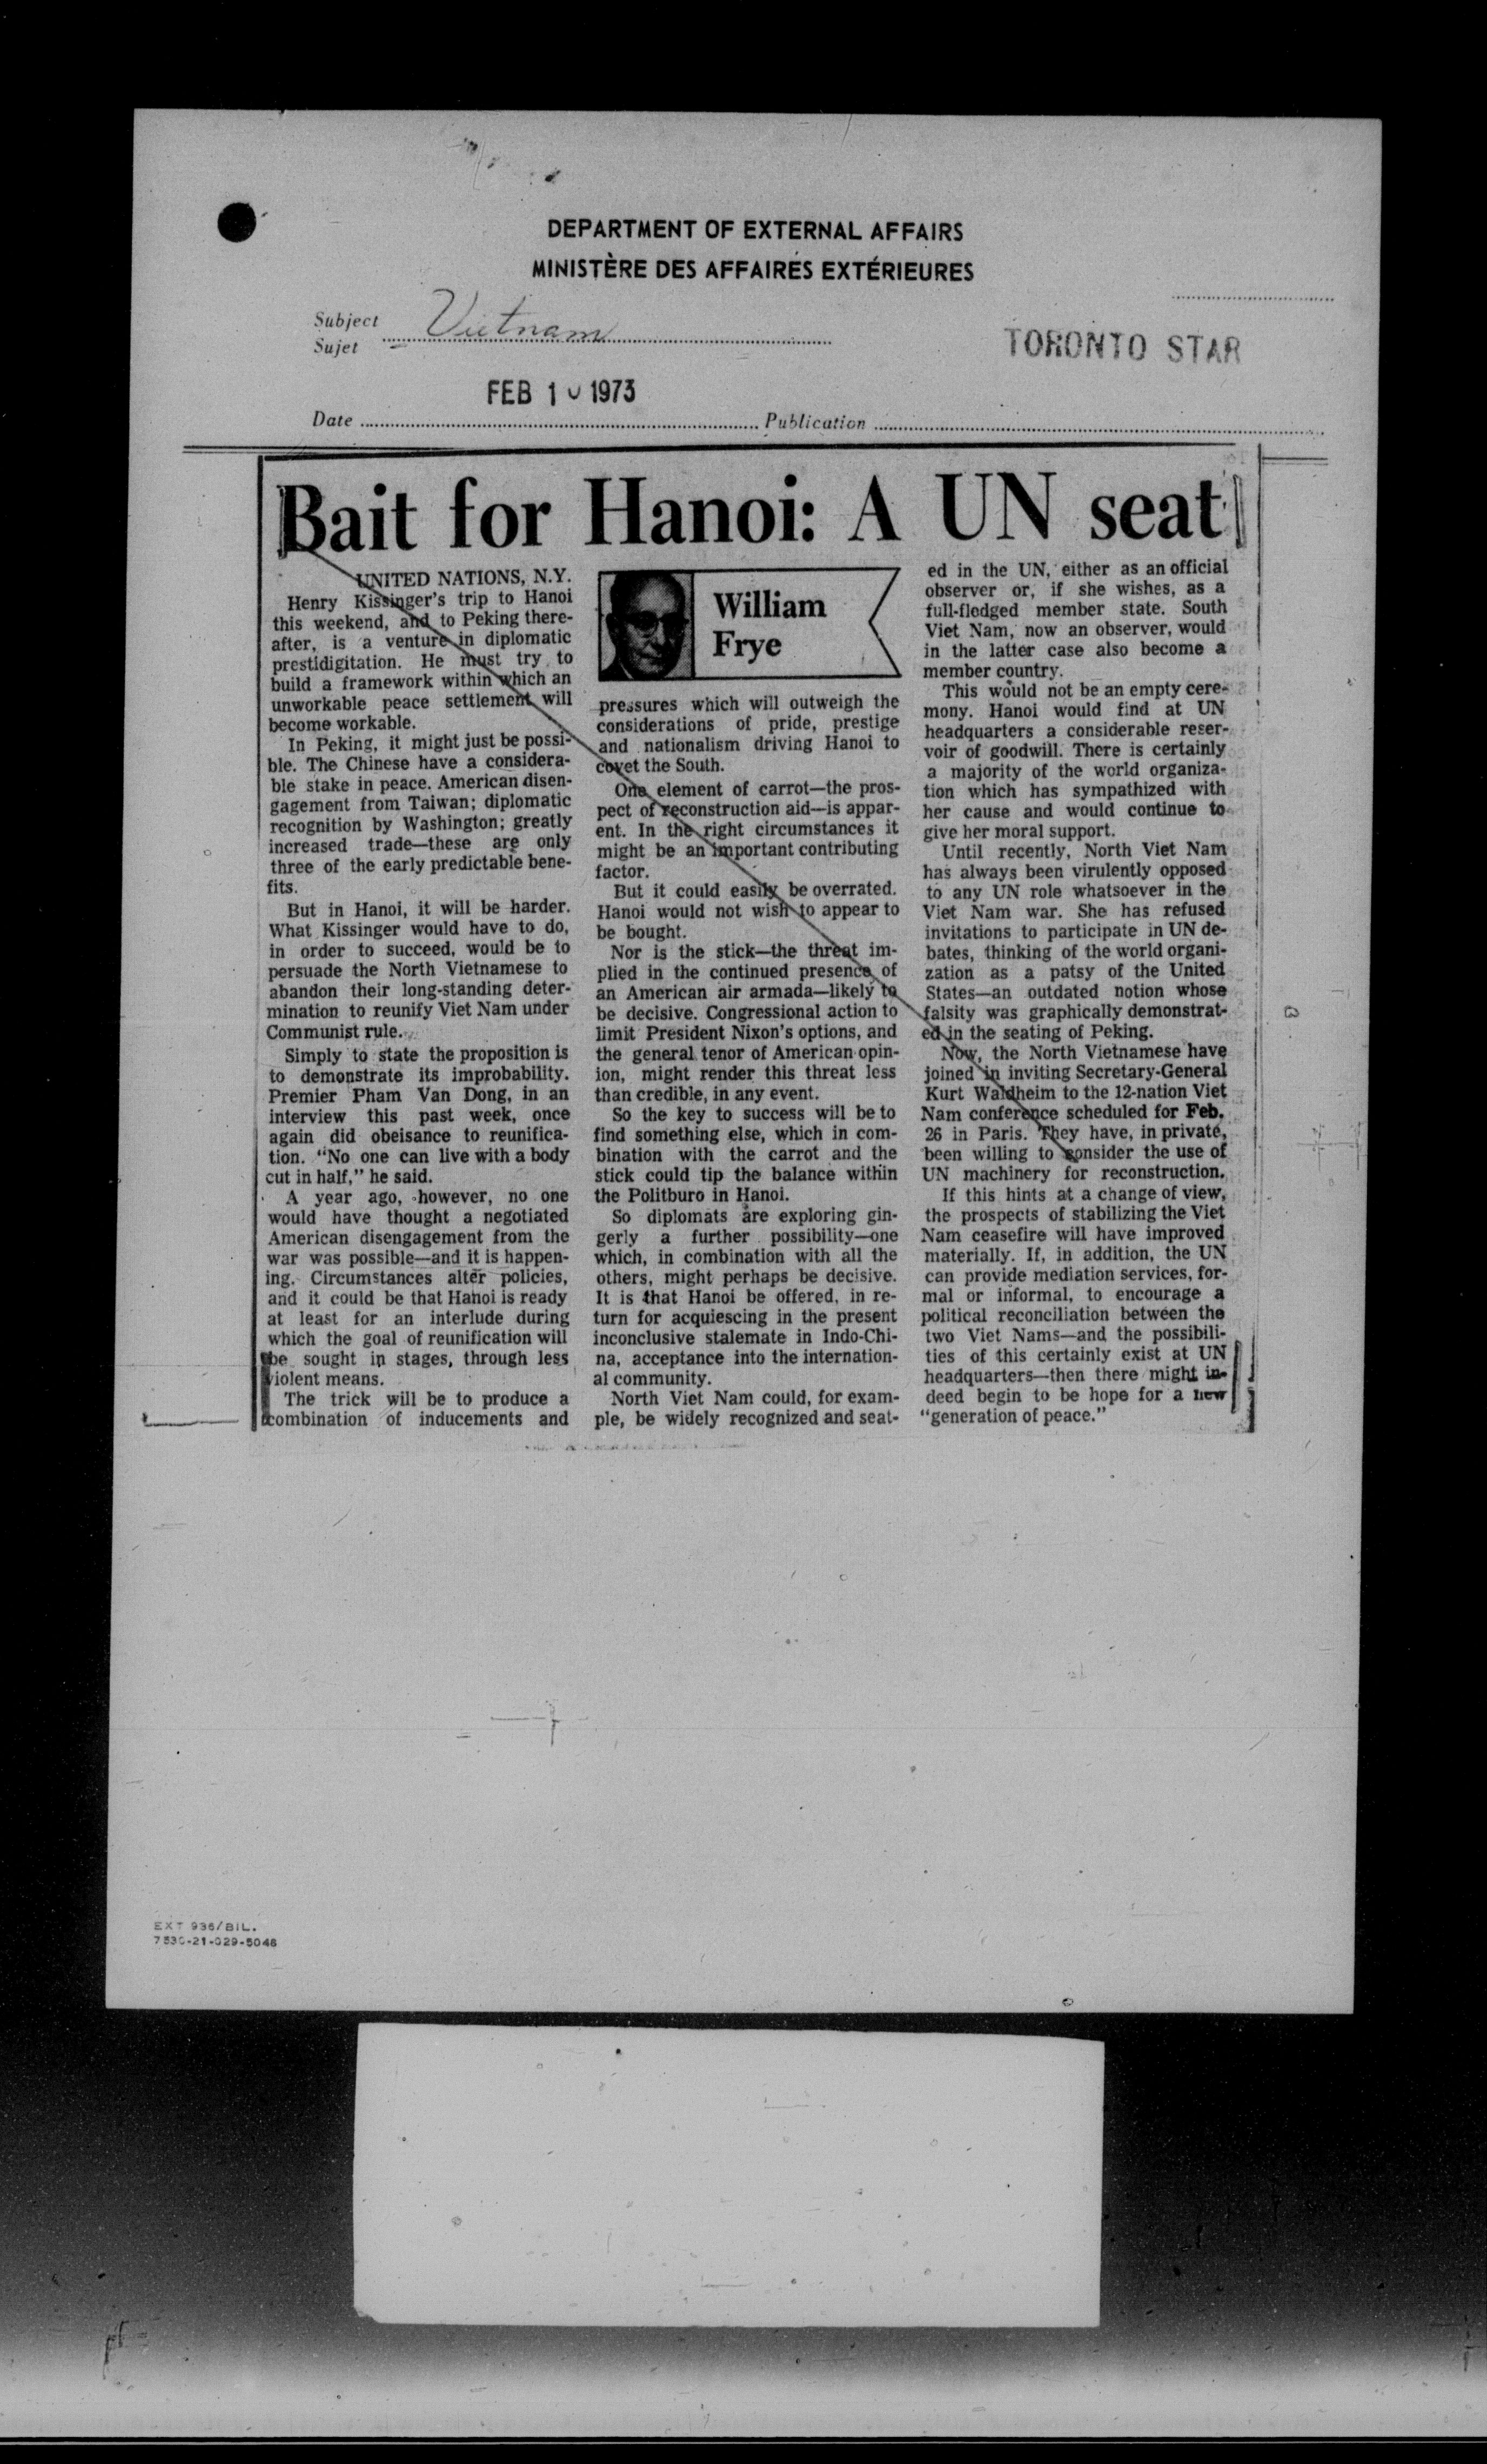 DEPARTMENT OF EXTERNAL AFFAIRS
MINISTÈRE DES AFFAIRES EXTÉRIEURES
Subject
Sujet
Vietnam
TORONTO STAR
FEB 10 1973
Date
Publication
Bait for Hanoi: A UN seat
UNITED NATIONS, N.Y.
Henry Kissinger's trip to Hanoi
this weekend, and to Peking there-
after, is a venture in diplomatic
prestidigitation. He must try to
build a framework within which an
unworkable peace settlement will
become workable.
In Peking, it might just be possi-
ble. The Chinese have a considera-
ble stake in peace. American disen-
gagement from Taiwan; diplomatic
recognition by Washington; greatly
increased trade—these are only
three of the early predictable bene-
fits.
But in Hanoi, it will be harder.
What Kissinger would have to do,
in order to succeed, would be to
persuade the North Vietnamese to
abandon their long-standing deter-
mination to reunify Viet Nam under
Communist rule.
Simply to state the proposition is
to demonstrate its improbability.
Premier Pham Van Dong, in an
interview this past week, once
again did obeisance to reunifica-
tion. "No one can live with a body
cut in half," he said.
A year ago, however, no one
would have thought a negotiated
American disengagement from the
war was possible—and it is happen-
ing. Circumstances alter policies,
and it could be that Hanoi is ready
at least for an interlude during
which the goal of reunification will
be sought in stages, through less
violent means.
The trick will be to produce a
combination of inducements and
William
Frye
pressures which will outweigh the
considerations of pride, prestige
and nationalism driving Hanoi to
covet the South.
One element of carrot—the pros-
pect of reconstruction aid—is appar-
ent. In the right circumstances it
might be an important contributing
factor.
But it could easily be overrated.
Hanoi would not wish to appear to
be bought.
Nor is the stick—the threat im-
plied in the continued presence of
an American air armada—likely to
be decisive. Congressional action to
limit President Nixon's options, and
the general tenor of American opin-
ion, might render this threat less
than credible, in any event.
So the key to success will be to
find something else, which in com-
bination with the carrot and the
stick could tip the balance within
the Politburo in Hanoi.
So diplomats are exploring gin-
gerly a further possibility—one
which, in combination with all the
others, might perhaps be decisive.
It is that Hanoi be offered, in re-
turn for acquiescing in the present
inconclusive stalemate in Indo-Chi-
na, acceptance into the internation-
al community.
North Viet Nam could, for exam-
ple, be widely recognized and seat-
ed in the UN, either as an official
observer or, if she wishes, as a
full-fledged member state. South
Viet Nam, now an observer, would
in the latter case also become a
member country.
This would not be an empty cere-
mony. Hanoi would find at UN
headquarters a considerable reser-
voir of goodwill. There is certainly
a majority of the world organiza-
tion which has sympathized with
her cause and would continue to
give her moral support.
Until recently, North Viet Nam
has always been virulently opposed
to any UN role whatsoever in the
Viet Nam war. She has refused
invitations to participate in UN de-
bates, thinking of the world organi-
zation as a patsy of the United
States—an outdated notion whose
falsity was graphically demonstrat-
ed in the seating of Peking.
Now, the North Vietnamese have
joined in inviting Secretary-General
Kurt Waldheim to the 12-nation Viet
Nam conference scheduled for Feb.
26 in Paris. They have, in private,
been willing to consider the use of
UN machinery for reconstruction.
If this hints at a change of view,
the prospects of stabilizing the Viet
Nam ceasefire will have improved
materially. If, in addition, the UN
can provide mediation services, for-
mal or informal, to encourage a
political reconciliation between the
two Viet Nams—and the possibili-
ties of this certainly exist at UN
headquarters—then there might in-
deed begin to be hope for a new
"generation of peace."
EXT 936/BIL.
7530-21-029-5046